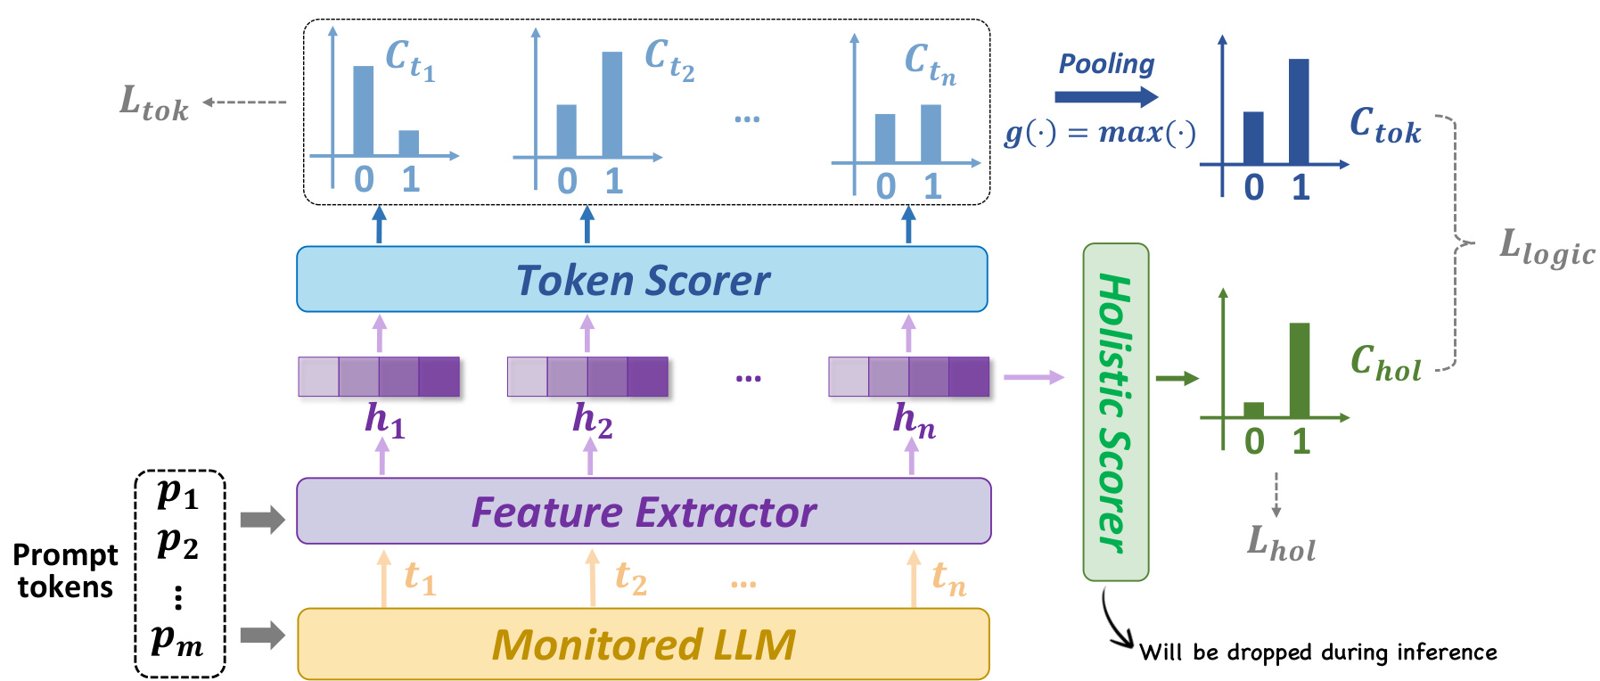 C_{t_1}
C_{t_2}
C_{t_n}
...
0 1
0 1
0 1
L_{tok}
Pooling
g(·) = max(·)
0 1
C_{tok}
L_{logic}
Token Scorer
h_1
h_2
...
h_n
Holistic Scorer
0 1
C_{hol}
L_{hol}
Feature Extractor
Prompt
tokens
p_1
p_2
⋮
p_m
t_1
t_2
...
t_n
Monitored LLM
Will be dropped during inference